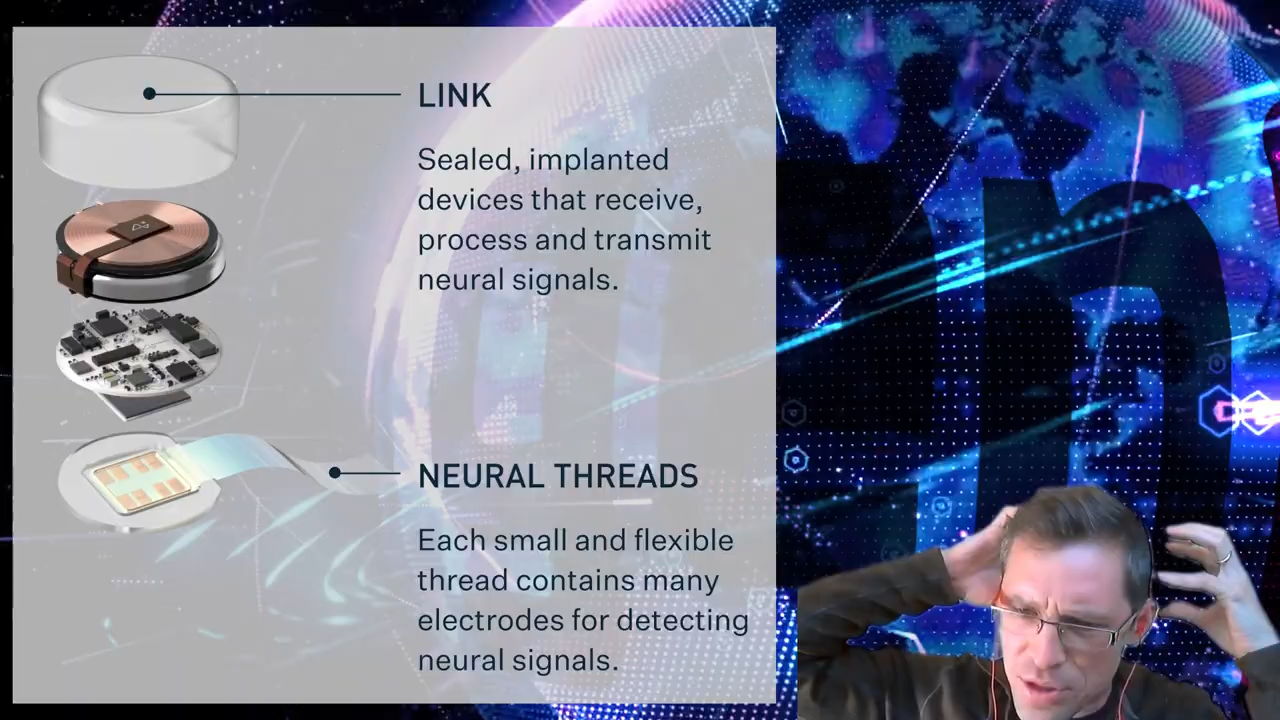 LINK
Sealed, implanted
devices that receive,
process and transmit
neural signals.
NEURAL THREADS
Each small and flexible
thread contains many
electrodes for detecting
neural signals.